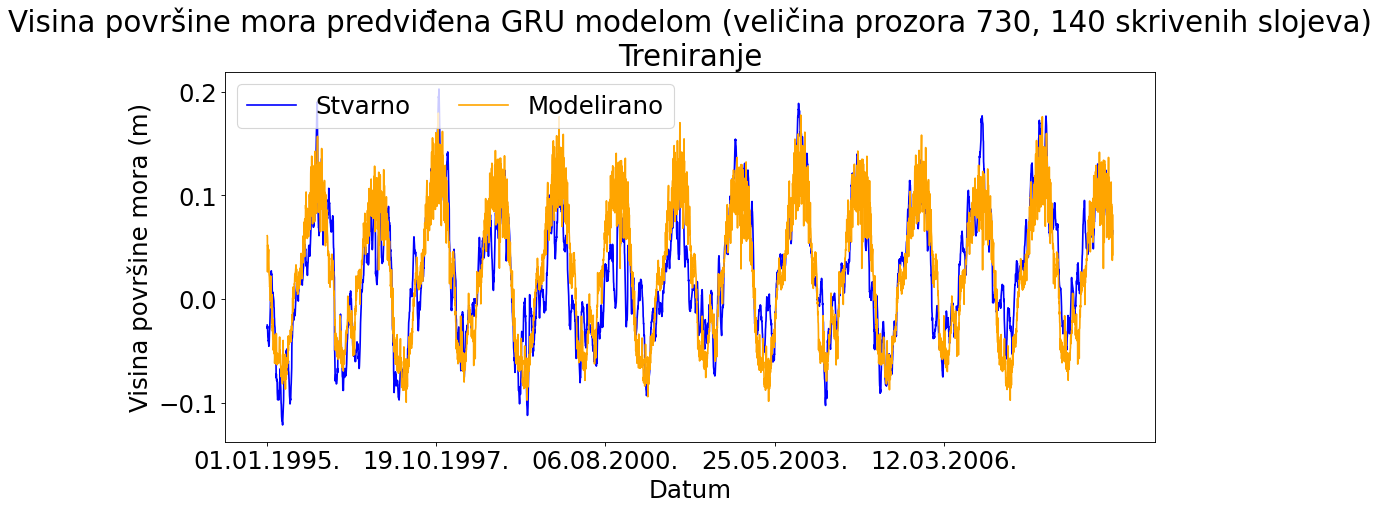 Visina površine mora predviđena GRU modelom (veličina prozora 730, 140 skrivenih slojeva)
Treniranje
Stvarno
Modelirano
Visina površine mora (m)
0.2
0.1
0.0
−0.1
01.01.1995.
19.10.1997.
06.08.2000.
25.05.2003.
12.03.2006.
Datum